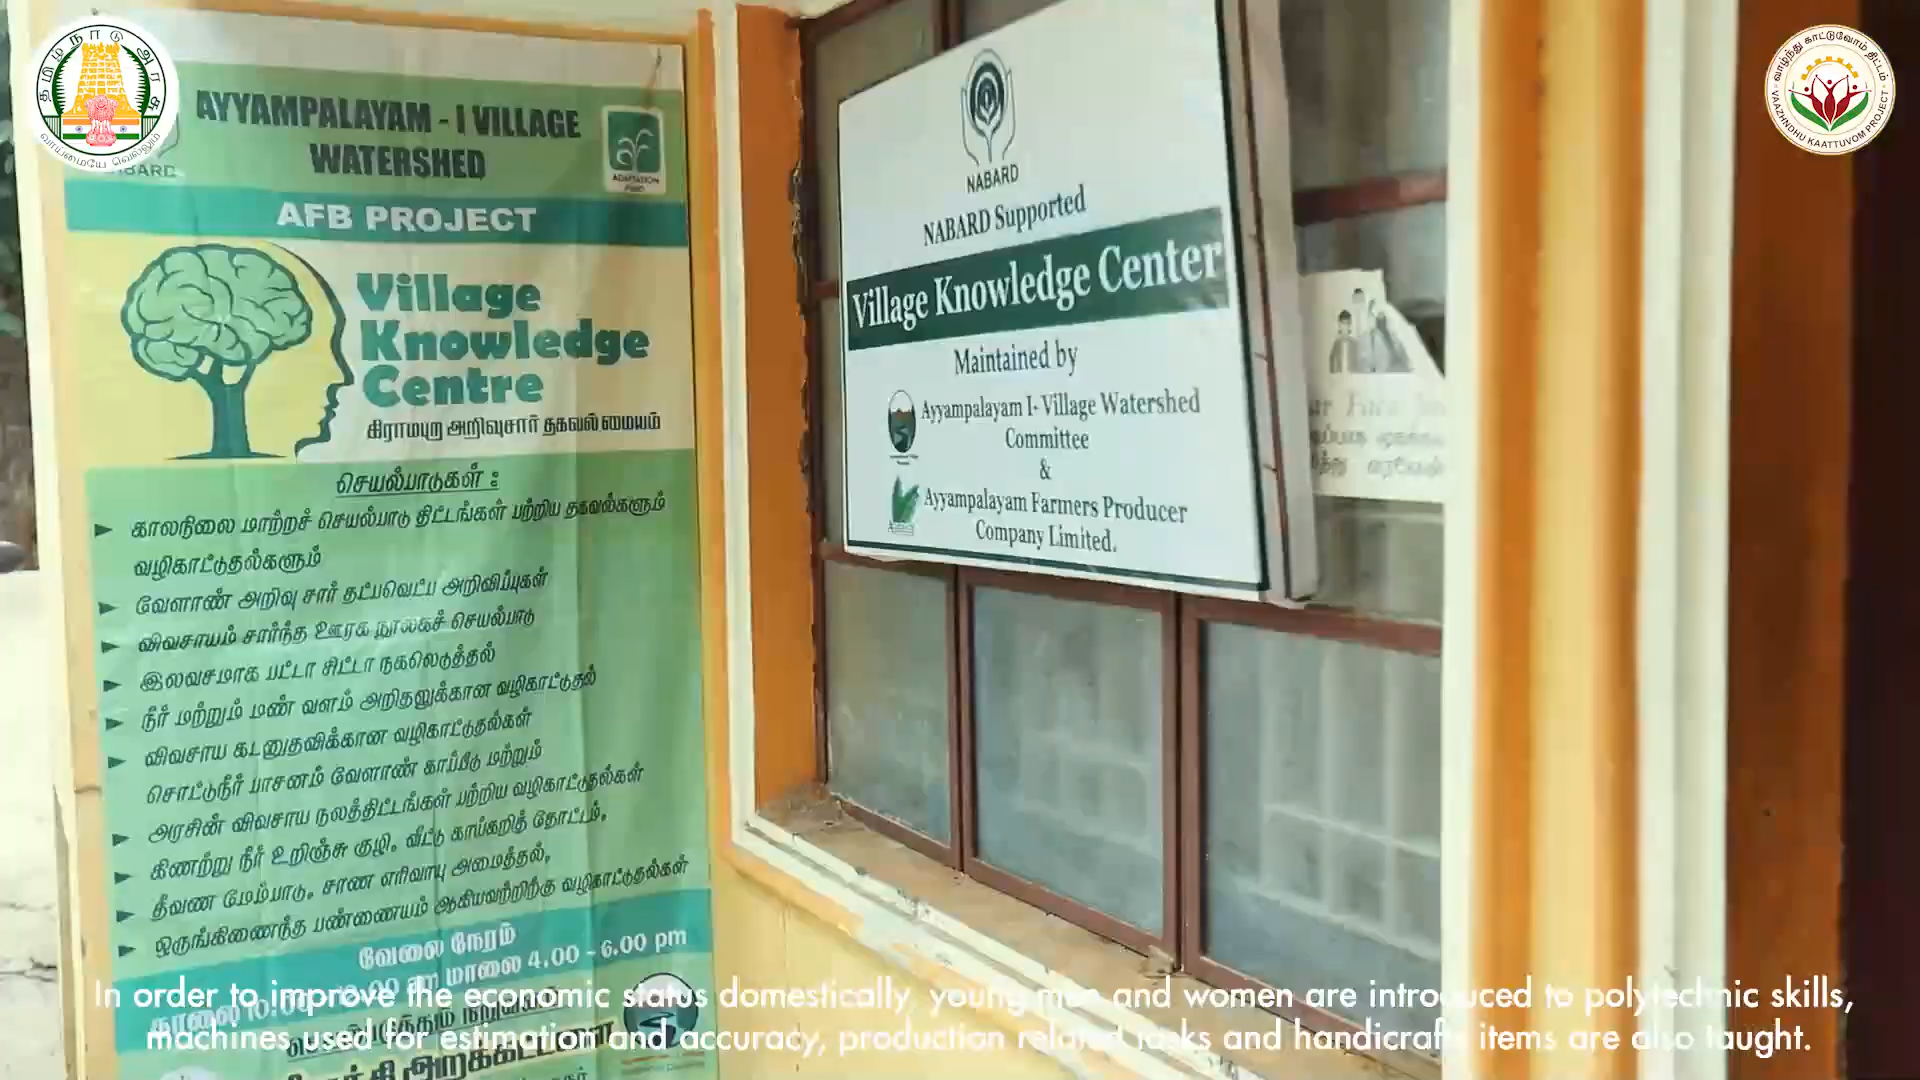 தமிழ்நாடு அரசு
வாய்மையே வெல்லும்
AYYAMPALAYAM - I VILLAGE
WATERSHED
ADAPTATION
AFB PROJECT
Village
Knowledge
Centre
கிராமபுற அறிவுசார் தகவல் மையம்
செயல்பாடுகள் :
காலநிலை மாற்றச் செயல்பாடு திட்டங்கள் பற்றிய தகவல்களும்
வழிகாட்டுதல்களும்
வேளாண் அறிவு சார் தட்பவெட்ப அறிவிப்புகள்
விவசாயம் சார்ந்த ஊரக நூலகச் செயல்பாடு
இலவசமாக பட்டா சிட்டா நகலெடுத்தல்
நீர் மற்றும் மண் வளம் அறிதலுக்கான வழிகாட்டுதல்
விவசாய கடனுதவிக்கான வழிகாட்டுதல்கள்
சொட்டுநீர் பாசனம் வேளாண் காப்பீடு மற்றும்
அரசின் விவசாய நலத்திட்டங்கள் பற்றிய வழிகாட்டுதல்கள்
கிணற்று நீர் உறிஞ்சு குழி, வீட்டு காய்கறித் தோட்டம்,
தீவண மேம்பாடு, சாண எரிவாயு அமைத்தல்,
ஒருங்கிணைந்த பண்ணையம் ஆகியவற்றிற்கு வழிகாட்டுதல்கள்
வேலை நேரம்
காலை மாலை 4.00 - 6.00 pm
NABARD
NABARD Supported
Village Knowledge Center
Maintained by
Ayyampalayam I- Village Watershed
Committee
&
Ayyampalayam Farmers Producer
Company Limited.
வாழ்ந்து காட்டுவோம் திட்டம்
VAAZHNDHU KAATTUVOM PROJECT
In order to improve the economic status domestically, young men and women are introduced to polytechnic skills,
machines used for estimation and accuracy, production related tasks and handicraft items are also taught.